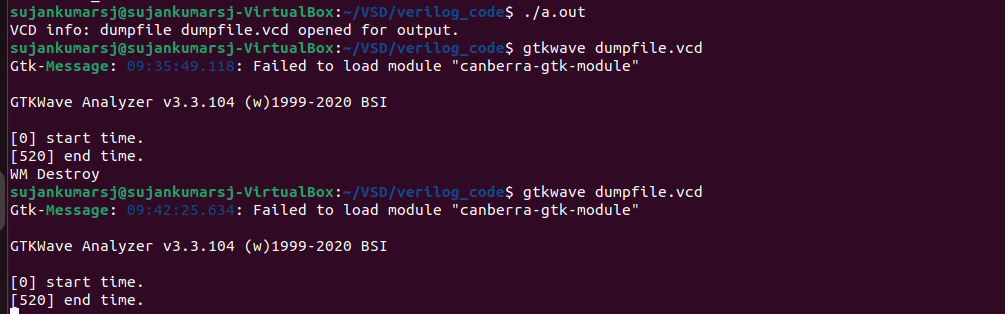 sujankumarsj@sujankumarsj-VirtualBox:~/VSD/verilog_code$ ./a.out
VCD info: dumpfile dumpfile.vcd opened for output.
sujankumarsj@sujankumarsj-VirtualBox:~/VSD/verilog_code$ gtkwave dumpfile.vcd
Gtk-Message: 09:35:49.118: Failed to load module "canberra-gtk-module"
GTKWave Analyzer v3.3.104 (w)1999-2020 BSI
[0] start time.
[520] end time.
WM Destroy
sujankumarsj@sujankumarsj-VirtualBox:~/VSD/verilog_code$ gtkwave dumpfile.vcd
Gtk-Message: 09:42:25.634: Failed to load module "canberra-gtk-module"
GTKWave Analyzer v3.3.104 (w)1999-2020 BSI
[0] start time.
[520] end time.